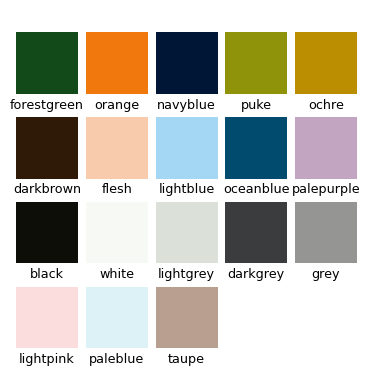 forestgreen orange navyblue puke ochre
darkbrown flesh lightblue oceanblue palepurple
black white lightgrey darkgrey grey
lightpink paleblue taupe